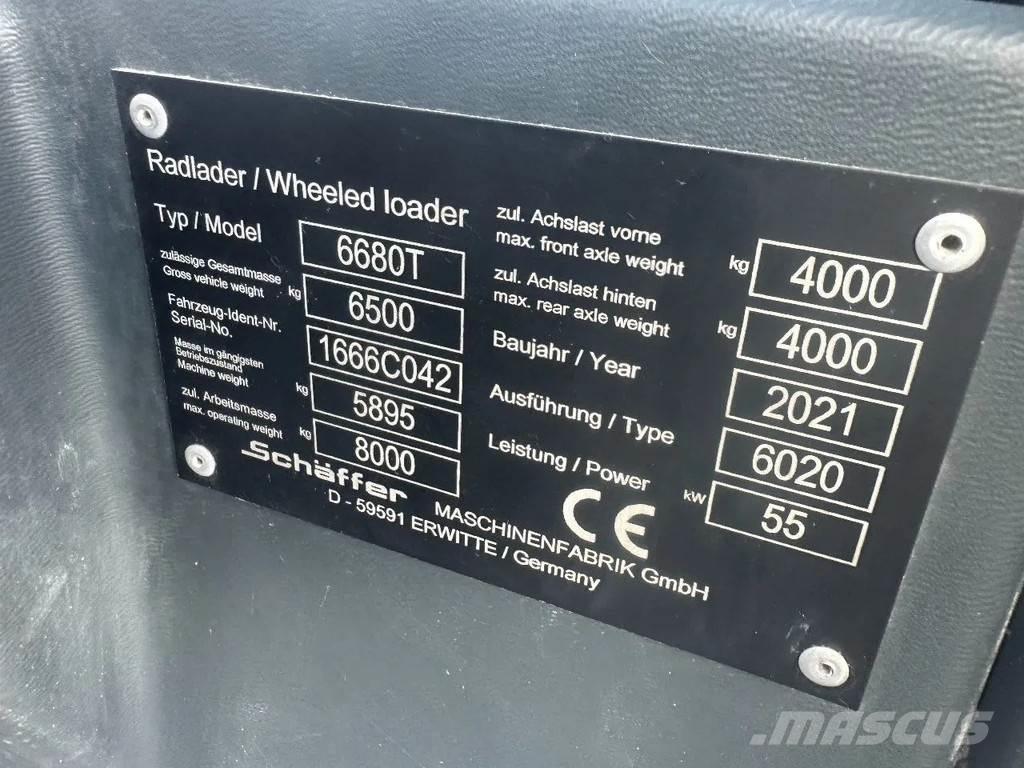 Radlader / Wheeled loader
Typ / Model 6680T
zulässige Gesamtmasse
Gross vehicle weight kg 6500
Fahrzeug-Ident-Nr.
Serial-No. 1666C042
Masse im gängigsten
Betriebszustand
Machine weight kg 5895
zul. Arbeitsmasse
max. operating weight kg 8000
zul. Achslast vorne
max. front axle weight kg 4000
zul. Achslast hinten
max. rear axle weight kg 4000
Baujahr / Year 2021
Ausführung / Type 6020
Leistung / Power kW 55
Schäffer MASCHINENFABRIK GmbH
D - 59591 ERWITTE / Germany
CE
MASCUS